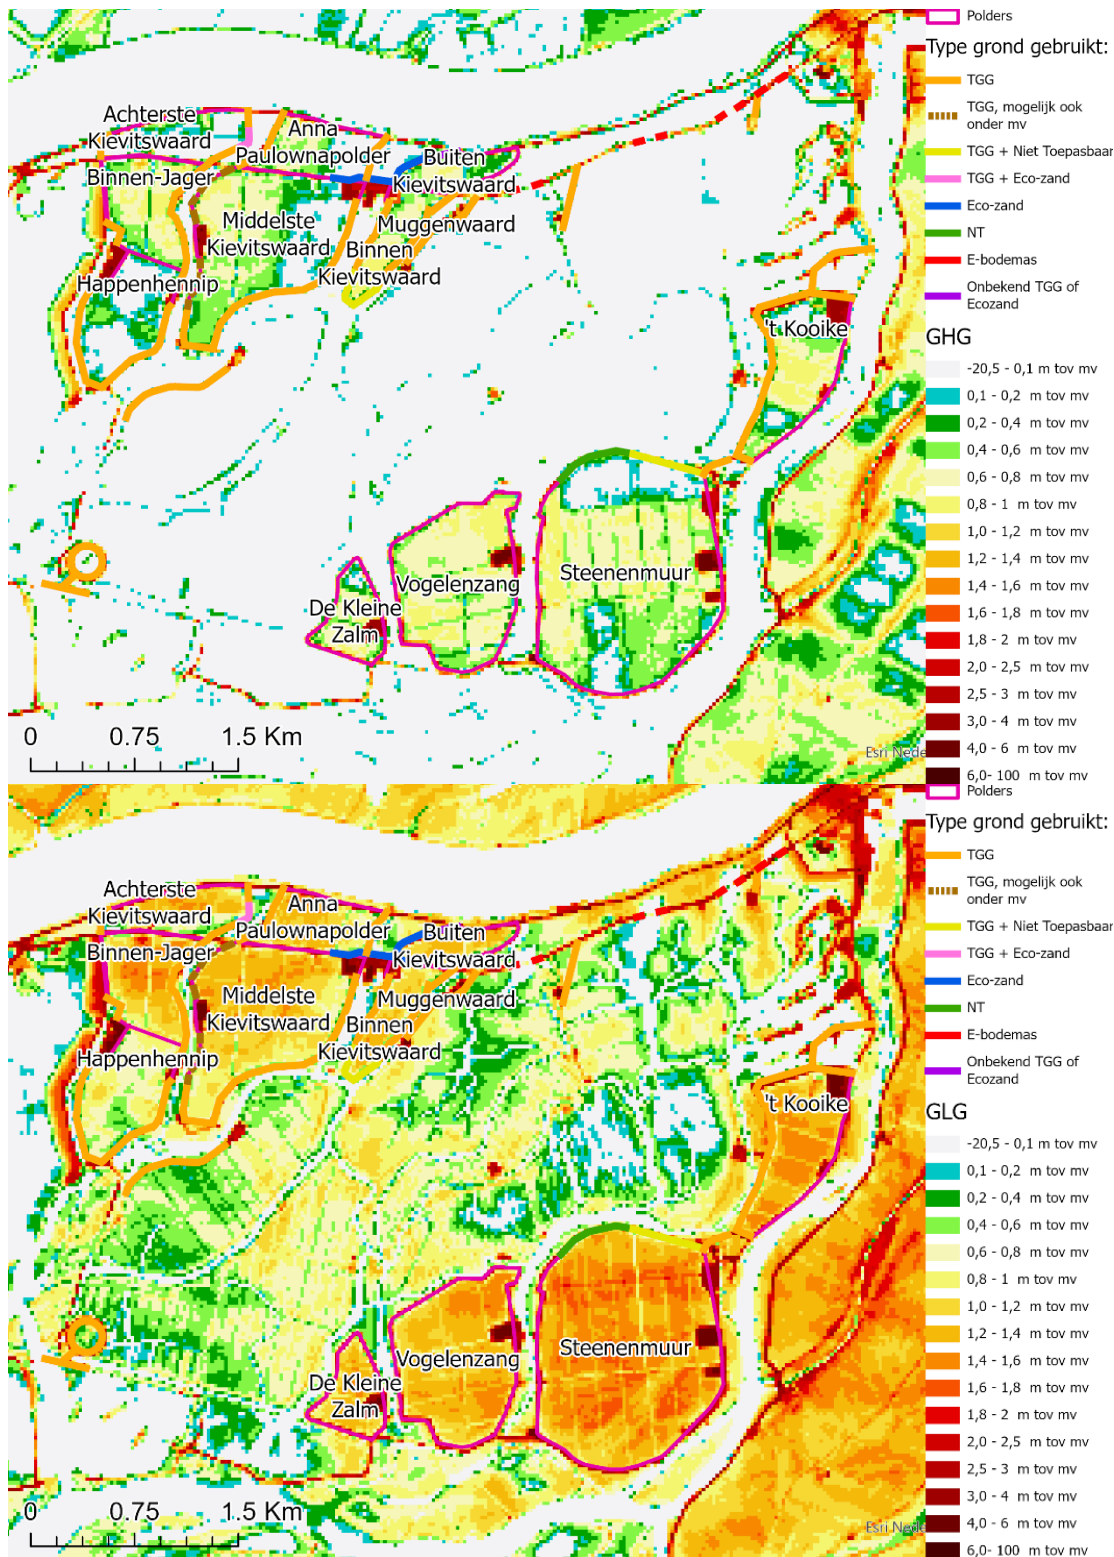 Polders
Type grond gebruikt:
TGG
TGG, mogelijk ook
onder mv
TGG + Niet Toepasbaar
TGG + Eco-zand
Eco-zand
NT
E-bodemas
Onbekend TGG of
Ecozand
GHG
-20,5 - 0,1 m tov mv
0,1 - 0,2 m tov mv
0,2 - 0,4 m tov mv
0,4 - 0,6 m tov mv
0,6 - 0,8 m tov mv
0,8 - 1 m tov mv
1,0 - 1,2 m tov mv
1,2 - 1,4 m tov mv
1,4 - 1,6 m tov mv
1,6 - 1,8 m tov mv
1,8 - 2 m tov mv
2,0 - 2,5 m tov mv
2,5 - 3 m tov mv
3,0 - 4 m tov mv
4,0 - 6 m tov mv
6,0- 100 m tov mv
Achterste
Kievitswaard
Anna
Paulownapolder
Buiten
Kievitswaard
Binnen-Jager
Middelste
Kievitswaard
Muggenwaard
Binnen
Kievitswaard
Happenhennip
't Kooike
Steenenmuur
Vogelenzang
De Kleine
Zalm
0 0.75 1.5 Km
Esri Nede
Polders
Type grond gebruikt:
TGG
TGG, mogelijk ook
onder mv
TGG + Niet Toepasbaar
TGG + Eco-zand
Eco-zand
NT
E-bodemas
Onbekend TGG of
Ecozand
GLG
-20,5 - 0,1 m tov mv
0,1 - 0,2 m tov mv
0,2 - 0,4 m tov mv
0,4 - 0,6 m tov mv
0,6 - 0,8 m tov mv
0,8 - 1 m tov mv
1,0 - 1,2 m tov mv
1,2 - 1,4 m tov mv
1,4 - 1,6 m tov mv
1,6 - 1,8 m tov mv
1,8 - 2 m tov mv
2,0 - 2,5 m tov mv
2,5 - 3 m tov mv
3,0 - 4 m tov mv
4,0 - 6 m tov mv
6,0- 100 m tov mv
Achterste
Kievitswaard
Anna
Paulownapolder
Buiten
Kievitswaard
Binnen-Jager
Middelste
Kievitswaard
Muggenwaard
Binnen
Kievitswaard
Happenhennip
't Kooike
Steenenmuur
Vogelenzang
De Kleine
Zalm
0 0.75 1.5 Km
Esri Nede